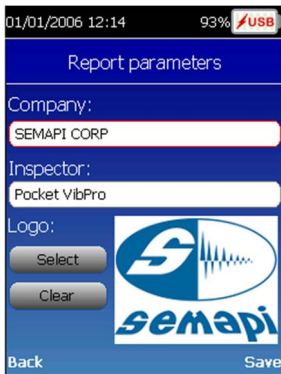 01/01/2006 12:14 93% USB
Report parameters
Company:
SEMAPI CORP
Inspector:
Pocket VibPro
Logo:
Select
Clear
S
semapi
Back Save